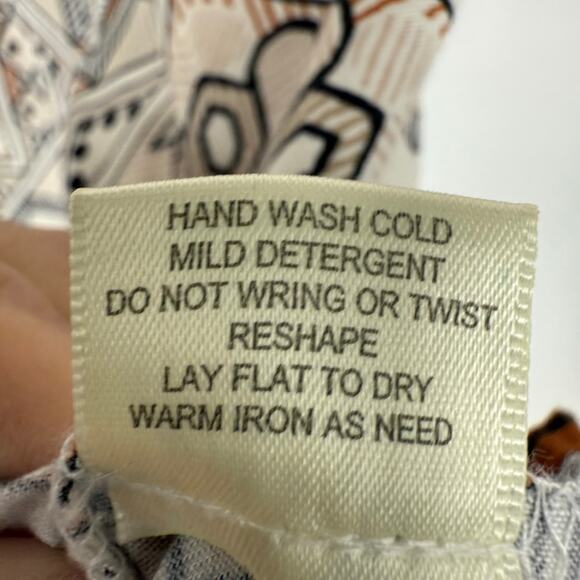 HAND WASH COLD
MILD DETERGENT
DO NOT WRING OR TWIST
RESHAPE
LAY FLAT TO DRY
WARM IRON AS NEED